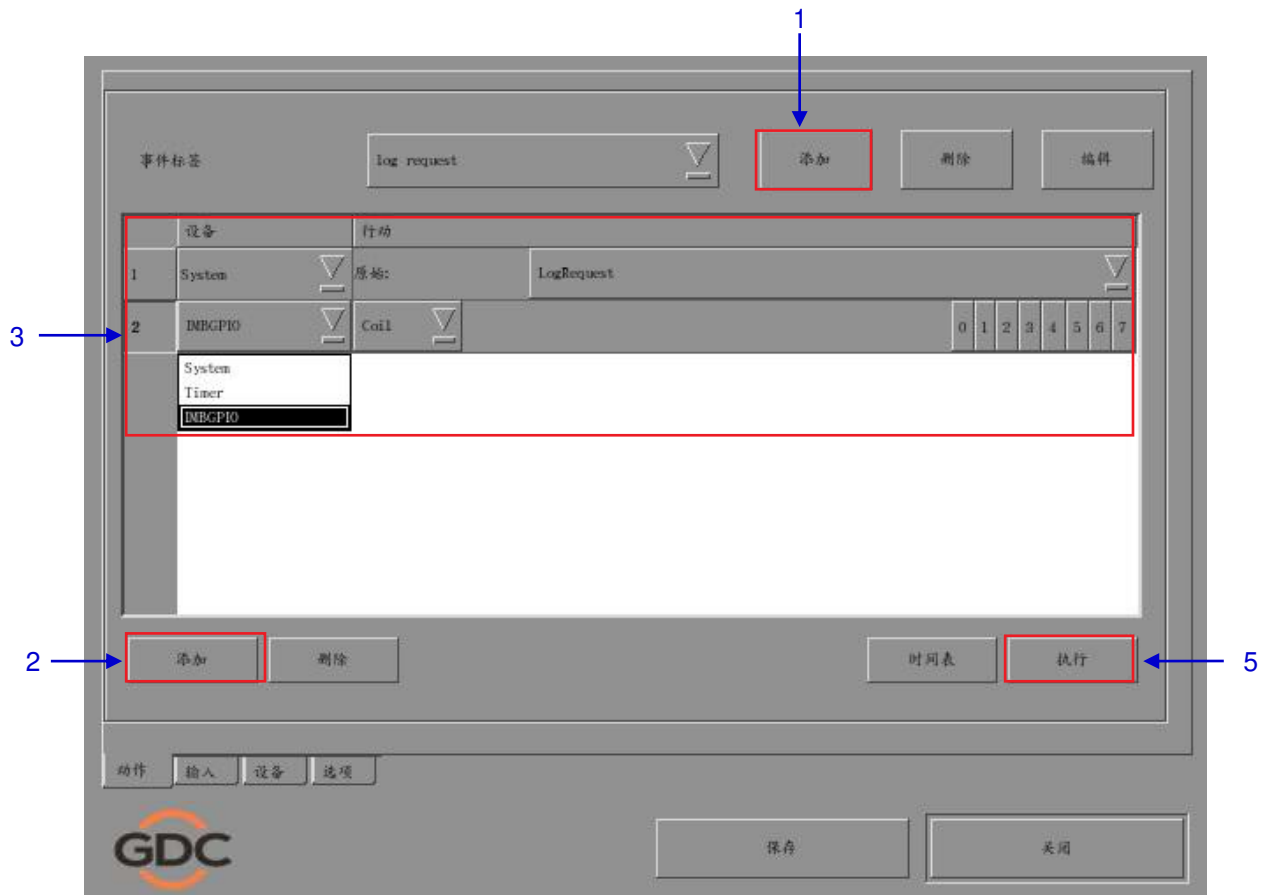 1
事件标签 log request 添加 删除 编辑
设备 行动
1 System 原始: LogRequest
2 IMBGPIO Coil 0 1 2 3 4 5 6 7
3
System
Timer
IMBGPIO
2 添加 删除 时间表 执行 5
动作 输入 设备 选项
GDC 保存 关闭